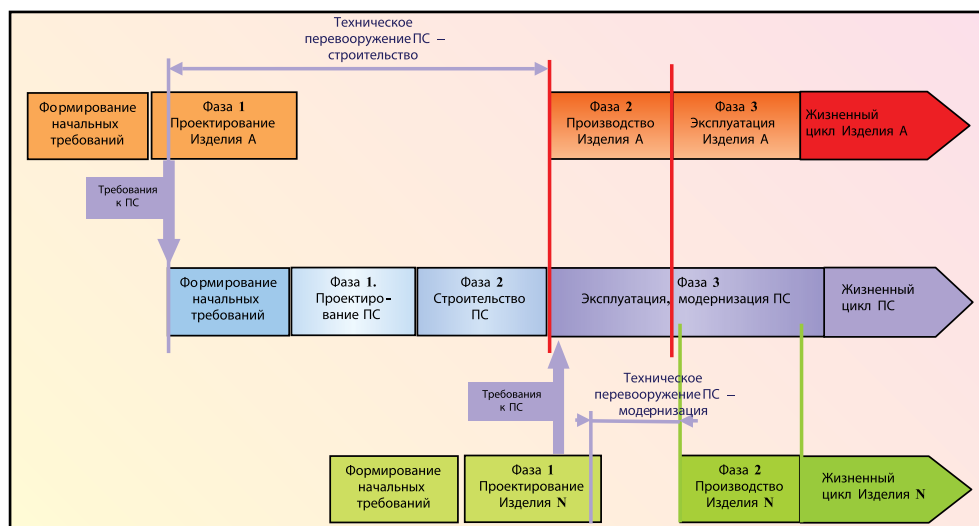 Техническое
перевооружение ПС –
строительство
Формирование
начальных
требований
Фаза 1
Проектирование
Изделия А
Фаза 2
Производство
Изделия А
Фаза 3
Эксплуатация
Изделия А
Жизненный
цикл Изделия А
Требования
к ПС
Формирование
начальных
требований
Фаза 1.
Проектиро-
вание ПС
Фаза 2
Строительство
ПС
Фаза 3
Эксплуатация, модернизация ПС
Жизненный
цикл ПС
Требования
к ПС
Техническое
перевооружение ПС –
модернизация
Формирование
начальных
требований
Фаза 1
Проектирование
Изделия N
Фаза 2
Производство
Изделия N
Жизненный
цикл Изделия N